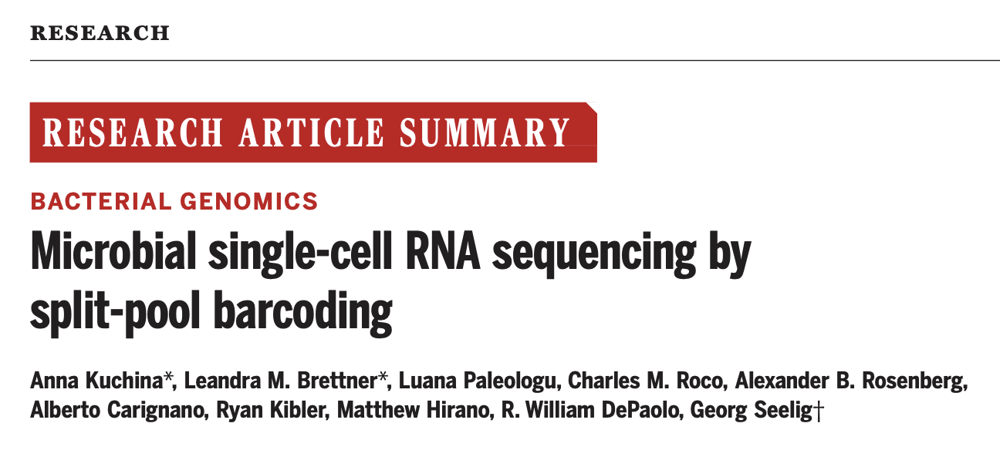 RESEARCH
RESEARCH ARTICLE SUMMARY
BACTERIAL GENOMICS
Microbial single-cell RNA sequencing by
split-pool barcoding
Anna Kuchina*, Leandra M. Brettner*, Luana Paleologu, Charles M. Roco, Alexander B. Rosenberg,
Alberto Carignano, Ryan Kibler, Matthew Hirano, R. William DePaolo, Georg Seelig†